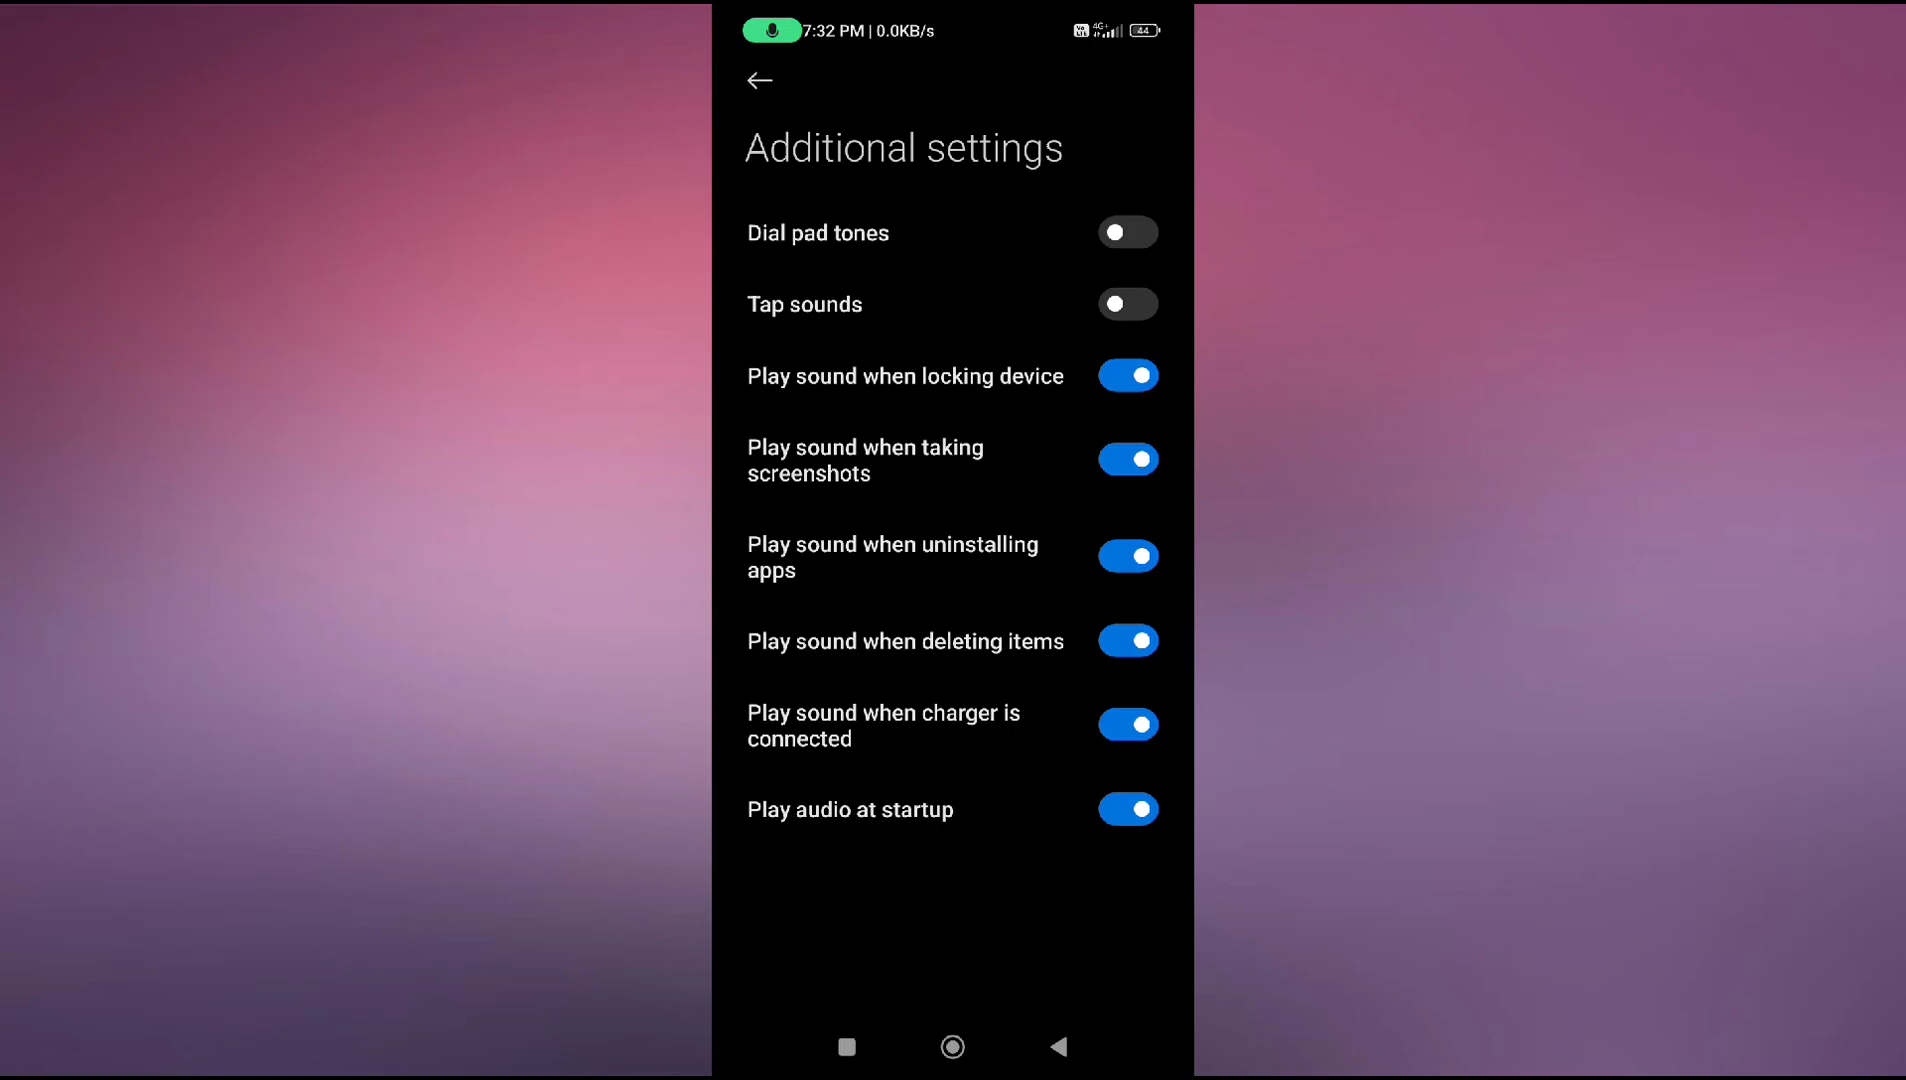 7:32 PM | 0.0KB/s
4G+
44
Additional settings
Dial pad tones
Tap sounds
Play sound when locking device
Play sound when taking
screenshots
Play sound when uninstalling
apps
Play sound when deleting items
Play sound when charger is
connected
Play audio at startup